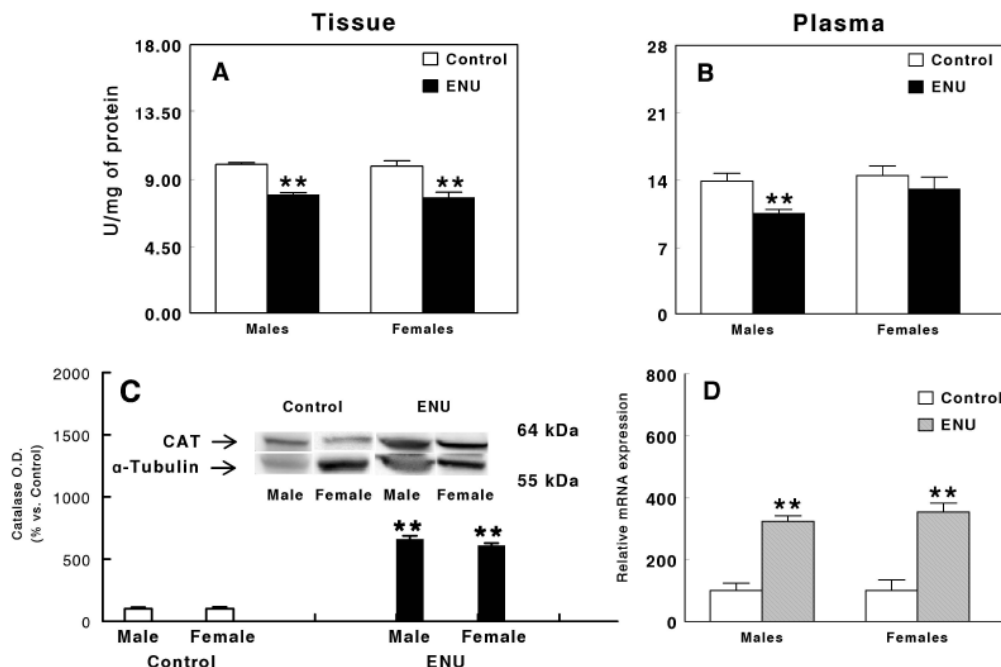 Tissue
18.00
13.50
9.00
4.50
0.00
U/mg of protein
A
Control
ENU
**
**
Males
Females
Plasma
28
21
14
7
0
B
Control
ENU
**
Males
Females
2000
1500
1000
500
0
Catalase O.D.
(% vs. Control)
C
Control
ENU
CAT
64 kDa
α-Tubulin
55 kDa
Male
Female
Male
Female
**
**
Male
Female
Male
Female
Control
ENU
800
600
400
200
0
Relative mRNA expression
D
Control
ENU
**
**
Males
Females